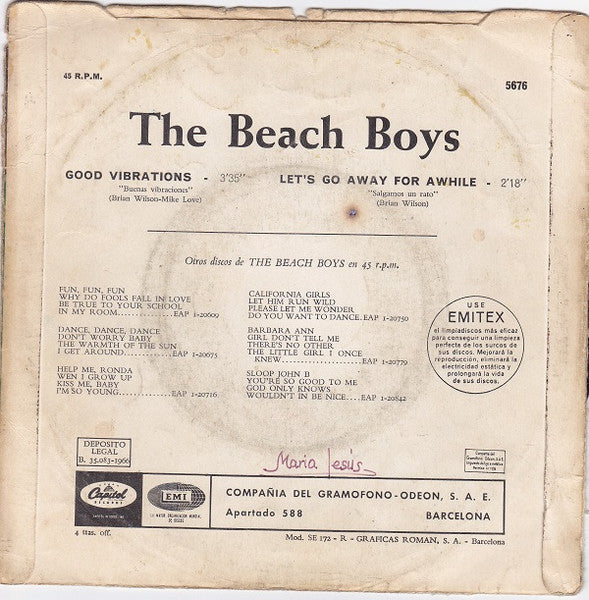 45 R.P.M.
5676
The Beach Boys
GOOD VIBRATIONS - 3'35"
"Buenas vibraciones"
(Brian Wilson-Mike Love)
LET'S GO AWAY FOR AWHILE - 2'18"
"Salgamos un rato"
(Brian Wilson)
Otros discos de THE BEACH BOYS en 45 r.p.m.
FUN, FUN, FUN
WHY DO FOOLS FALL IN LOVE
BE TRUE TO YOUR SCHOOL
IN MY ROOM..................EAP 1-20609
DANCE, DANCE, DANCE
DON'T WORRY BABY
THE WARMTH OF THE SUN
I GET AROUND.............EAP 1-20675
HELP ME, RONDA
WEN I GROW UP
KISS ME, BABY
I'M SO YOUNG.............EAP 1-20716
CALIFORNIA GIRLS
LET HIM RUN WILD
PLEASE LET ME WONDER
DO YOU WANT TO DANCE.EAP 1-20750
BARBARA ANN
GIRL DON'T TELL ME
THERE'S NO OTHER
THE LITTLE GIRL I ONCE
KNEW....................EAP 1-20779
SLOOP JOHN B
YOU'RE SO GOOD TO ME
GOD ONLY KNOWS
WOULDN'T IN BE NICE....EAP 1-20842
USE
EMITEX
el limpiadiscos más eficaz
para conseguir una limpieza
perfecta de los surcos de
sus discos. Mejorará la
reproducción, eliminará la
electricidad estática y
prolongará la vida
de sus discos.
DEPOSITO
LEGAL
B. 35.083-1966
Maria Jesús
Capitol
RECORDS
EMI
LA MAYOR ORGANIZACION MUNDIAL
DE DISCOS
COMPAÑIA DEL GRAMOFONO-ODEON, S. A. E.
Apartado 588
BARCELONA
4 ttas. off.
Mod. SE 172 - R - GRAFICAS ROMAN, S. A. - Barcelona